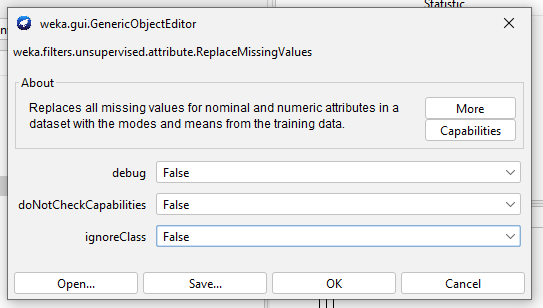 Statistic
weka.gui.GenericObjectEditor
weka.filters.unsupervised.attribute.ReplaceMissingValues
About
Replaces all missing values for nominal and numeric attributes in a
dataset with the modes and means from the training data.
More
Capabilities
debug False
doNotCheckCapabilities False
ignoreClass False
Open... Save... OK Cancel